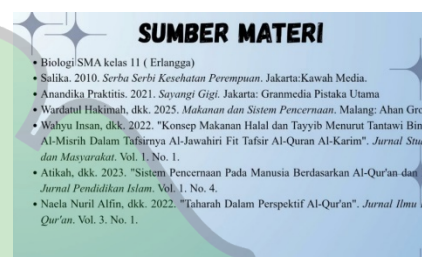 SUMBER MATERI
• Biologi SMA kelas 11 ( Erlangga)
• Salika. 2010. Serba Serbi Kesehatan Perempuan. Jakarta:Kawah Media.
• Anandika Praktitis. 2021. Sayangi Gigi. Jakarta: Granmedia Pistaka Utama
• Wardatul Hakimah, dkk. 2025. Makanan dan Sistem Pencernaan. Malang: Ahan Gro
• Wahyu Insan, dkk. 2022. "Konsep Makanan Halal dan Tayyib Menurut Tantawi Bin
Al-Misrih Dalam Tafsirnya Al-Jawahiri Fit Tafsir Al-Quran Al-Karim". Jurnal Stu
dan Masyarakat. Vol. 1. No. 1.
• Atikah, dkk. 2023. "Sistem Pencernaan Pada Manusia Berdasarkan Al-Qur'an dan
Jurnal Pendidikan Islam. Vol. 1. No. 4.
• Naela Nuril Alfin, dkk. 2022. "Taharah Dalam Perspektif Al-Qur'an". Jurnal Ilmu
Qur'an. Vol. 3. No. 1.